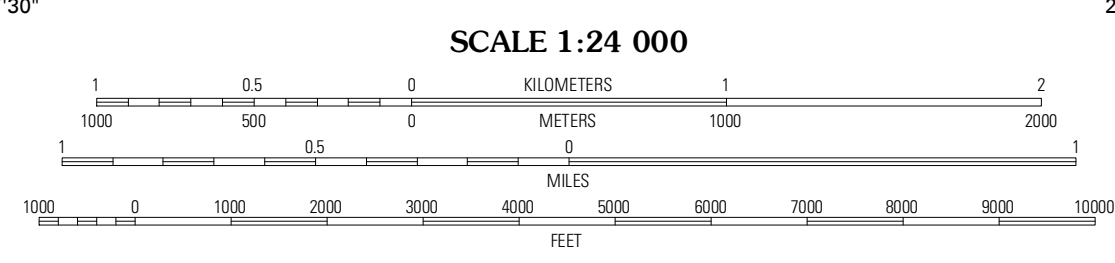 '30" 2
SCALE 1:24 000
1 0.5 0 KILOMETERS 1 2
1000 500 0 METERS 1000 2000
1 0.5 0 1
MILES
1000 0 1000 2000 3000 4000 5000 6000 7000 8000 9000 10000
FEET